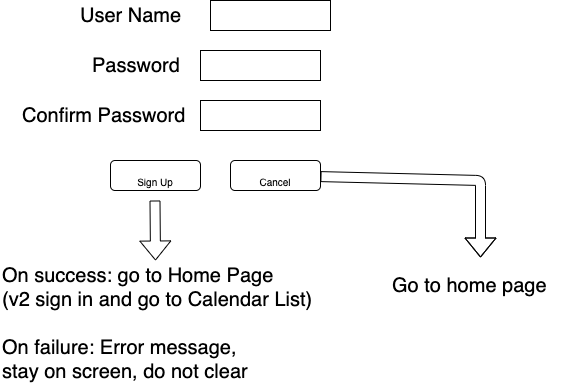 User Name
Password
Confirm Password
Sign Up
Cancel
On success: go to Home Page
(v2 sign in and go to Calendar List)
Go to home page
On failure: Error message,
stay on screen, do not clear